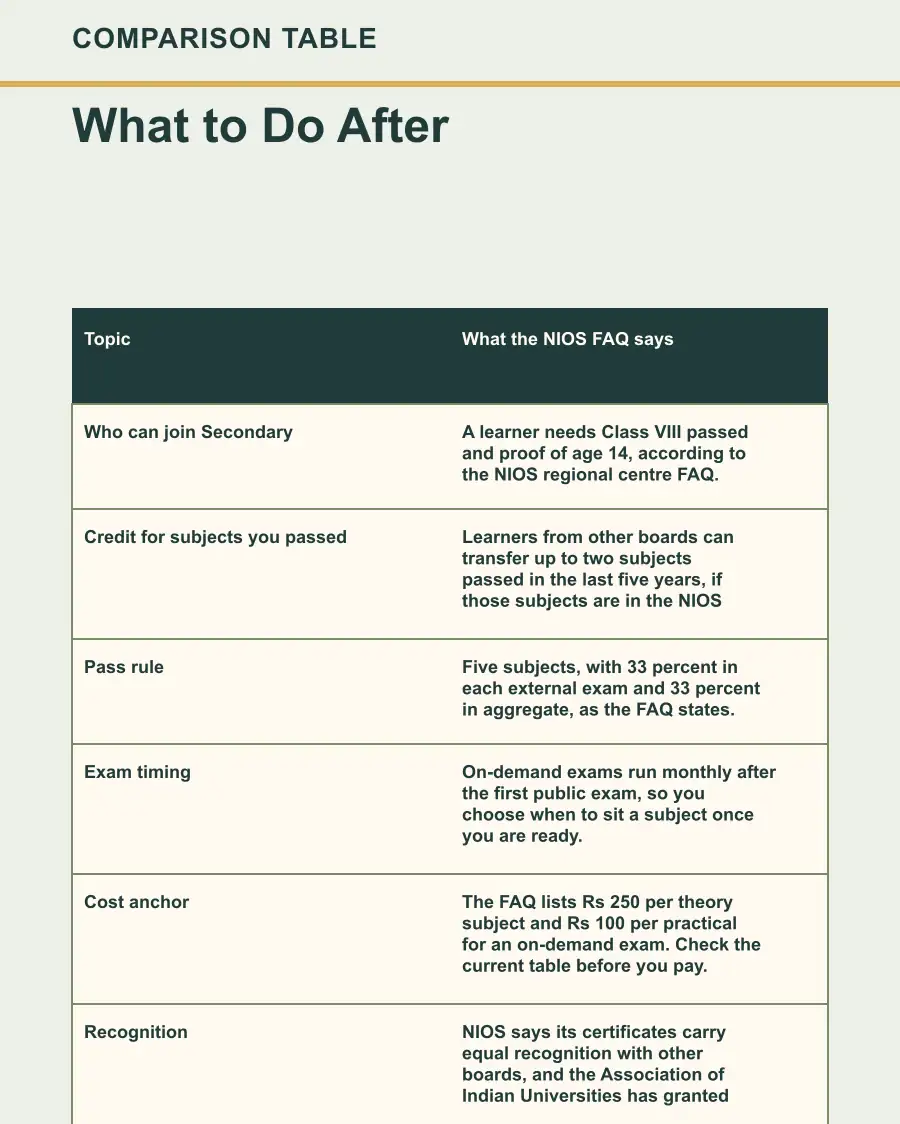 COMPARISON TABLE
What to Do After
Topic
What the NIOS FAQ says
Who can join Secondary
A learner needs Class VIII passed
and proof of age 14, according to
the NIOS regional centre FAQ.
Credit for subjects you passed
Learners from other boards can
transfer up to two subjects
passed in the last five years, if
those subjects are in the NIOS
Pass rule
Five subjects, with 33 percent in
each external exam and 33 percent
in aggregate, as the FAQ states.
Exam timing
On-demand exams run monthly after
the first public exam, so you
choose when to sit a subject once
you are ready.
Cost anchor
The FAQ lists Rs 250 per theory
subject and Rs 100 per practical
for an on-demand exam. Check the
current table before you pay.
Recognition
NIOS says its certificates carry
equal recognition with other
boards, and the Association of
Indian Universities has granted